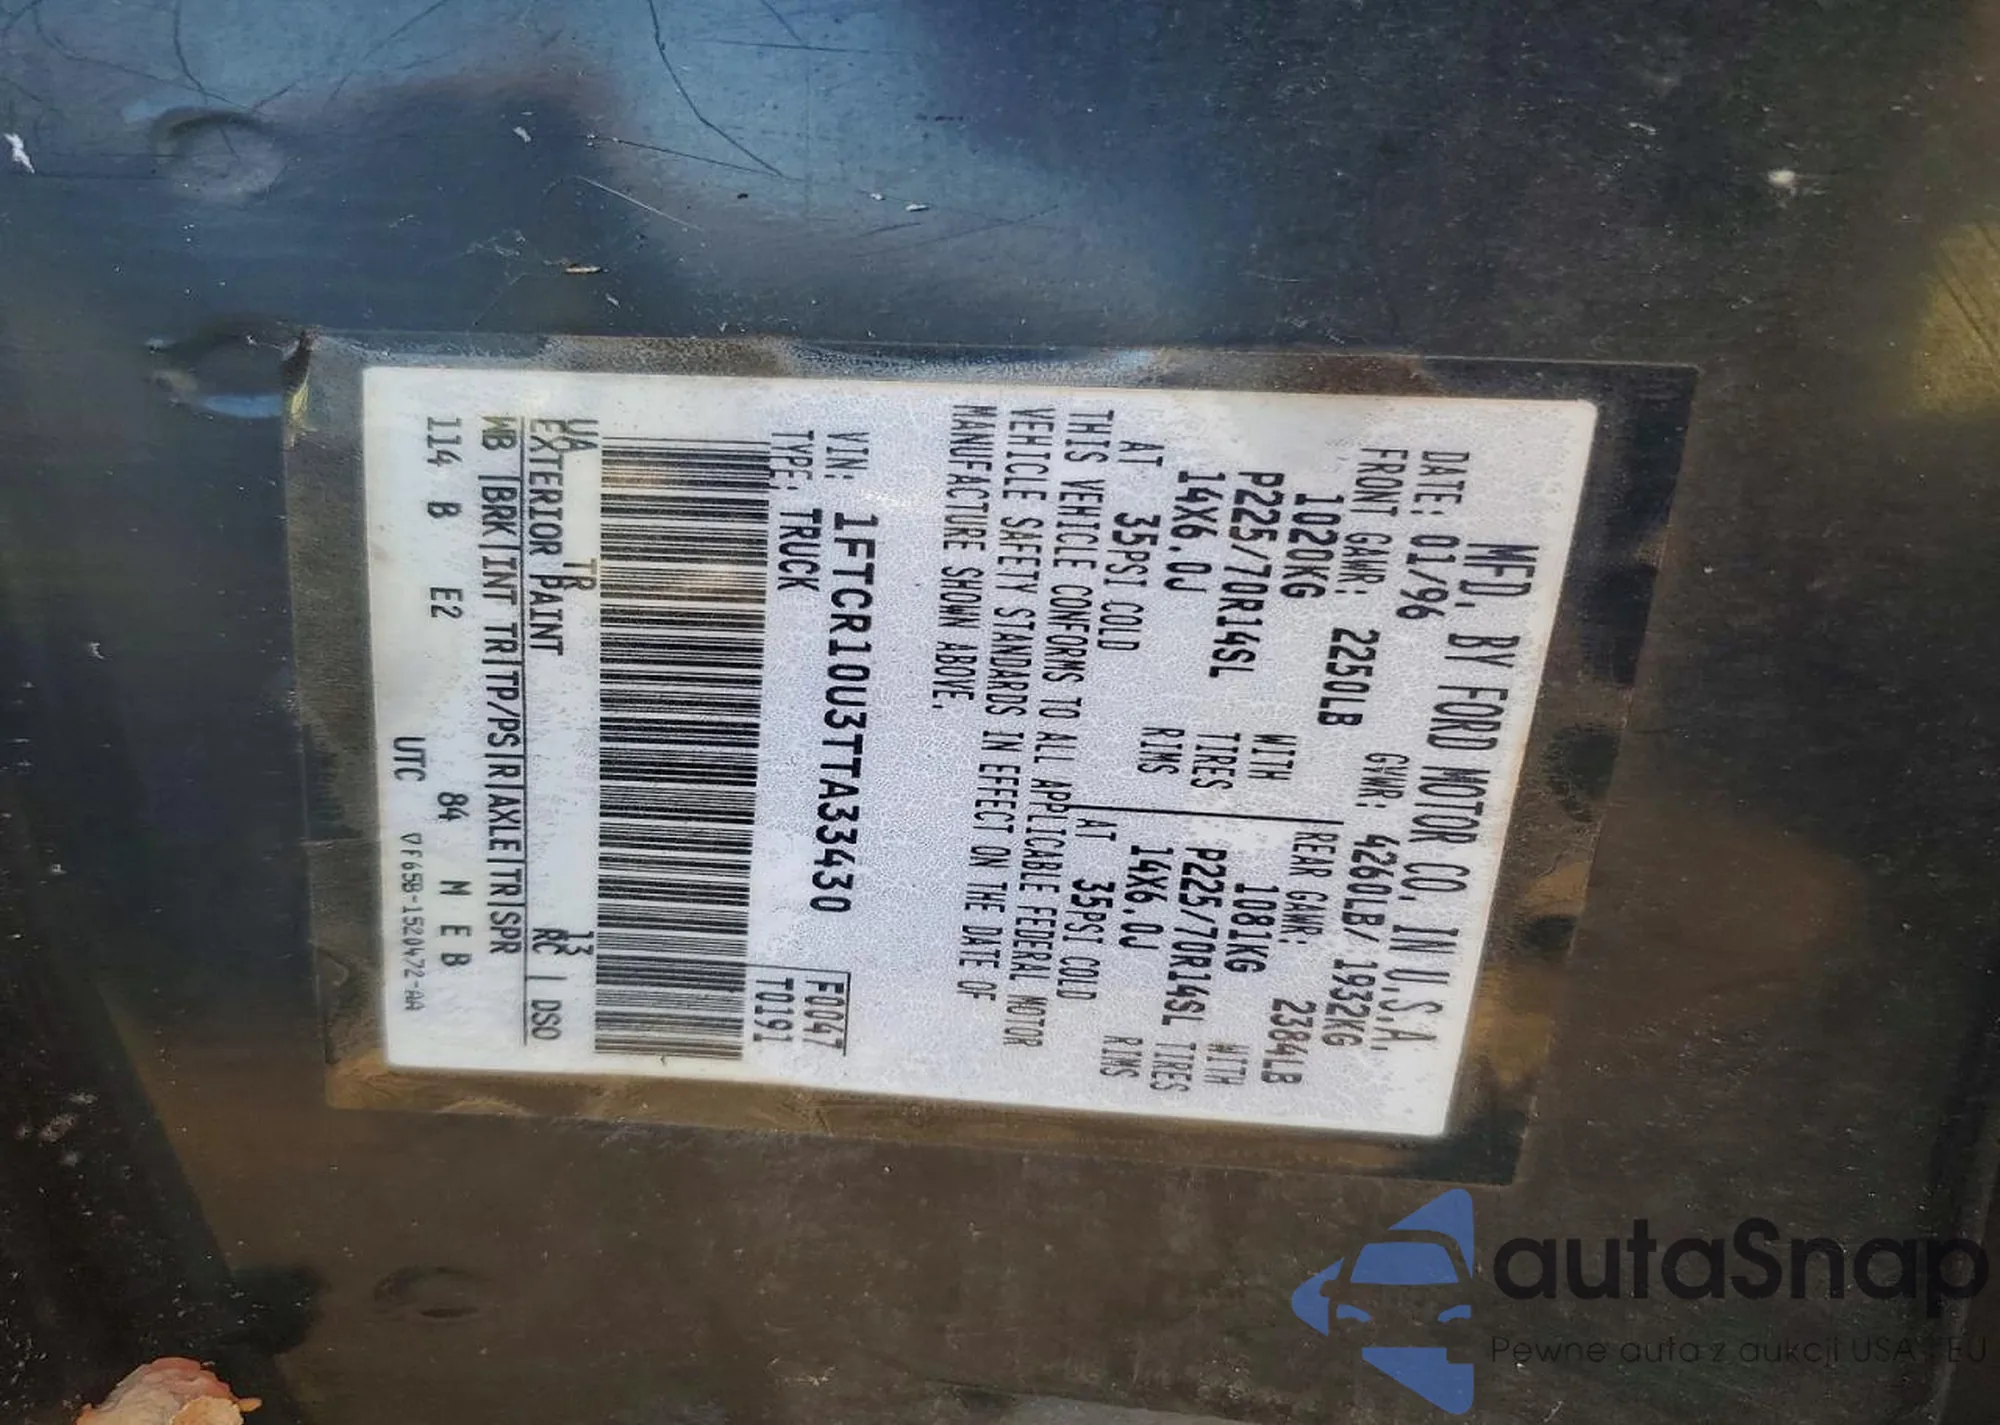 MFD. BY FORD MOTOR CO. IN U.S.A.
DATE: 01/96 GVWR: 4260LB/ 1932KG
FRONT GAWR: 2250LB REAR GAWR: 2384LB
1020KG WITH 1081KG WITH
P225/70R14SL TIRES P225/70R14SL TIRES
14X6.0J RIMS 14X6.0J RIMS
AT 35PSI COLD AT 35PSI COLD
THIS VEHICLE CONFORMS TO ALL APPLICABLE FEDERAL MOTOR
VEHICLE SAFETY STANDARDS IN EFFECT ON THE DATE OF
MANUFACTURE SHOWN ABOVE.
VIN: 1FTCR10U3TTA33430 F0047
TYPE: TRUCK T0191
UA TR 13
EXTERIOR PAINT RC DSO
WB BRK INT TR TP/PS R AXLE TR SPR
114 B E2 84 M E B
UTC ∇F65B-1520472-AA
autaSnap
Pewne auta z aukcji USA i EU